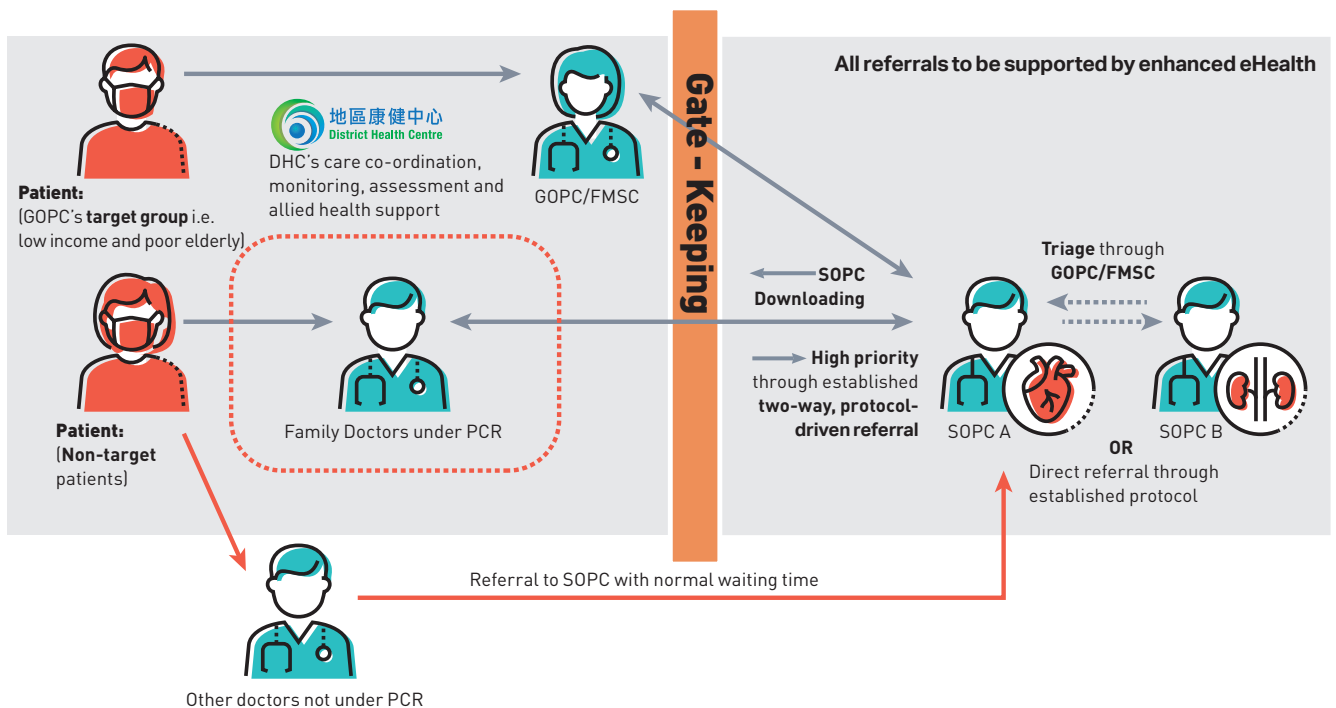 All referrals to be supported by enhanced eHealth
地區康健中心
District Health Centre
DHC's care co-ordination,
monitoring, assessment and
allied health support
GOPC/FMSC
Patient:
(GOPC's target group i.e.
low income and poor elderly)
Gate - Keeping
Triage through
GOPC/FMSC
SOPC
Downloading
High priority
through established
two-way, protocol-
driven referral
Patient:
(Non-target
patients)
Family Doctors under PCR
SOPC A
SOPC B
OR
Direct referral through
established protocol
Referral to SOPC with normal waiting time
Other doctors not under PCR